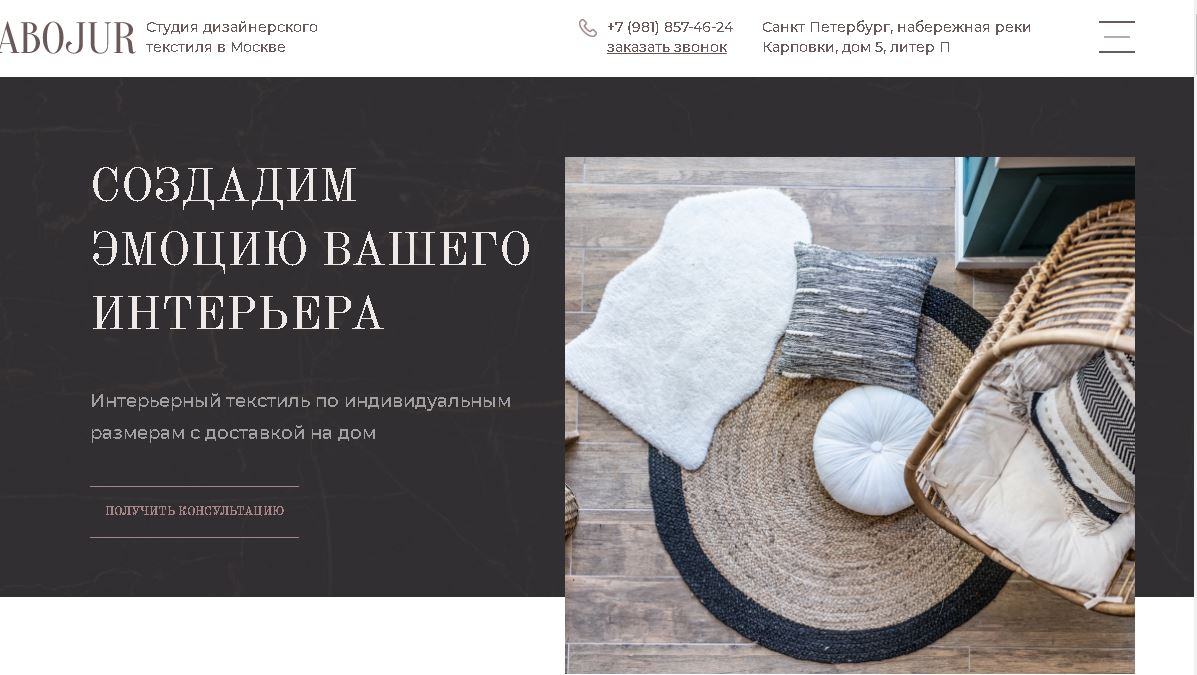 ABOJUR
Студия дизайнерского
текстиля в Москве
+7 (981) 857-46-24
заказать звонок
Санкт Петербург, набережная реки
Карповки, дом 5, литер П
СОЗДАДИМ
ЭМОЦИЮ ВАШЕГО
ИНТЕРЬЕРА
Интерьерный текстиль по индивидуальным
размерам с доставкой на дом
ПОЛУЧИТЬ КОНСУЛЬТАЦИЮ